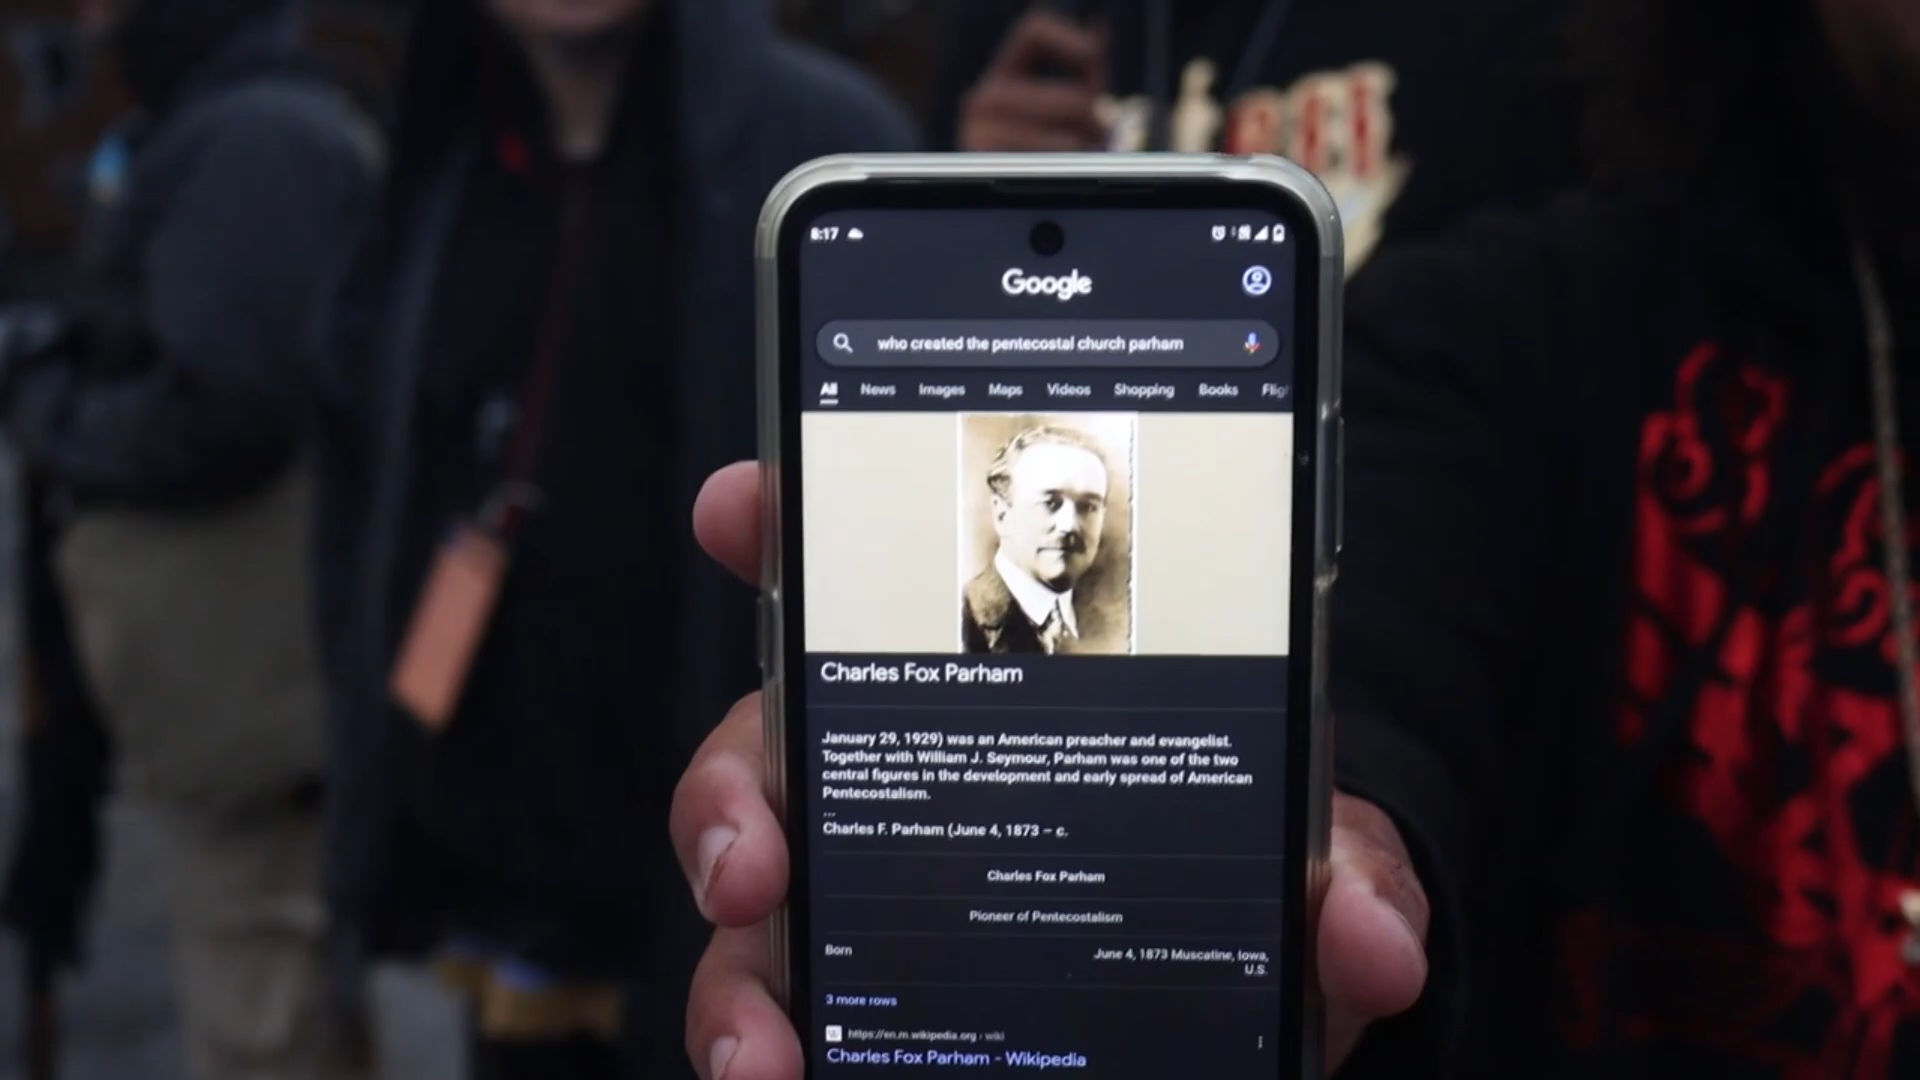 8:17
Google
who created the pentecostal church parham
All News Images Maps Videos Shopping Books Flig
Charles Fox Parham
January 29, 1929) was an American preacher and evangelist.
Together with William J. Seymour, Parham was one of the two
central figures in the development and early spread of American
Pentecostalism.
...
Charles F. Parham (June 4, 1873 – c.
Charles Fox Parham
Pioneer of Pentecostalism
Born June 4, 1873 Muscatine, Iowa,
U.S.
3 more rows
W https://en.m.wikipedia.org › wiki
Charles Fox Parham - Wikipedia